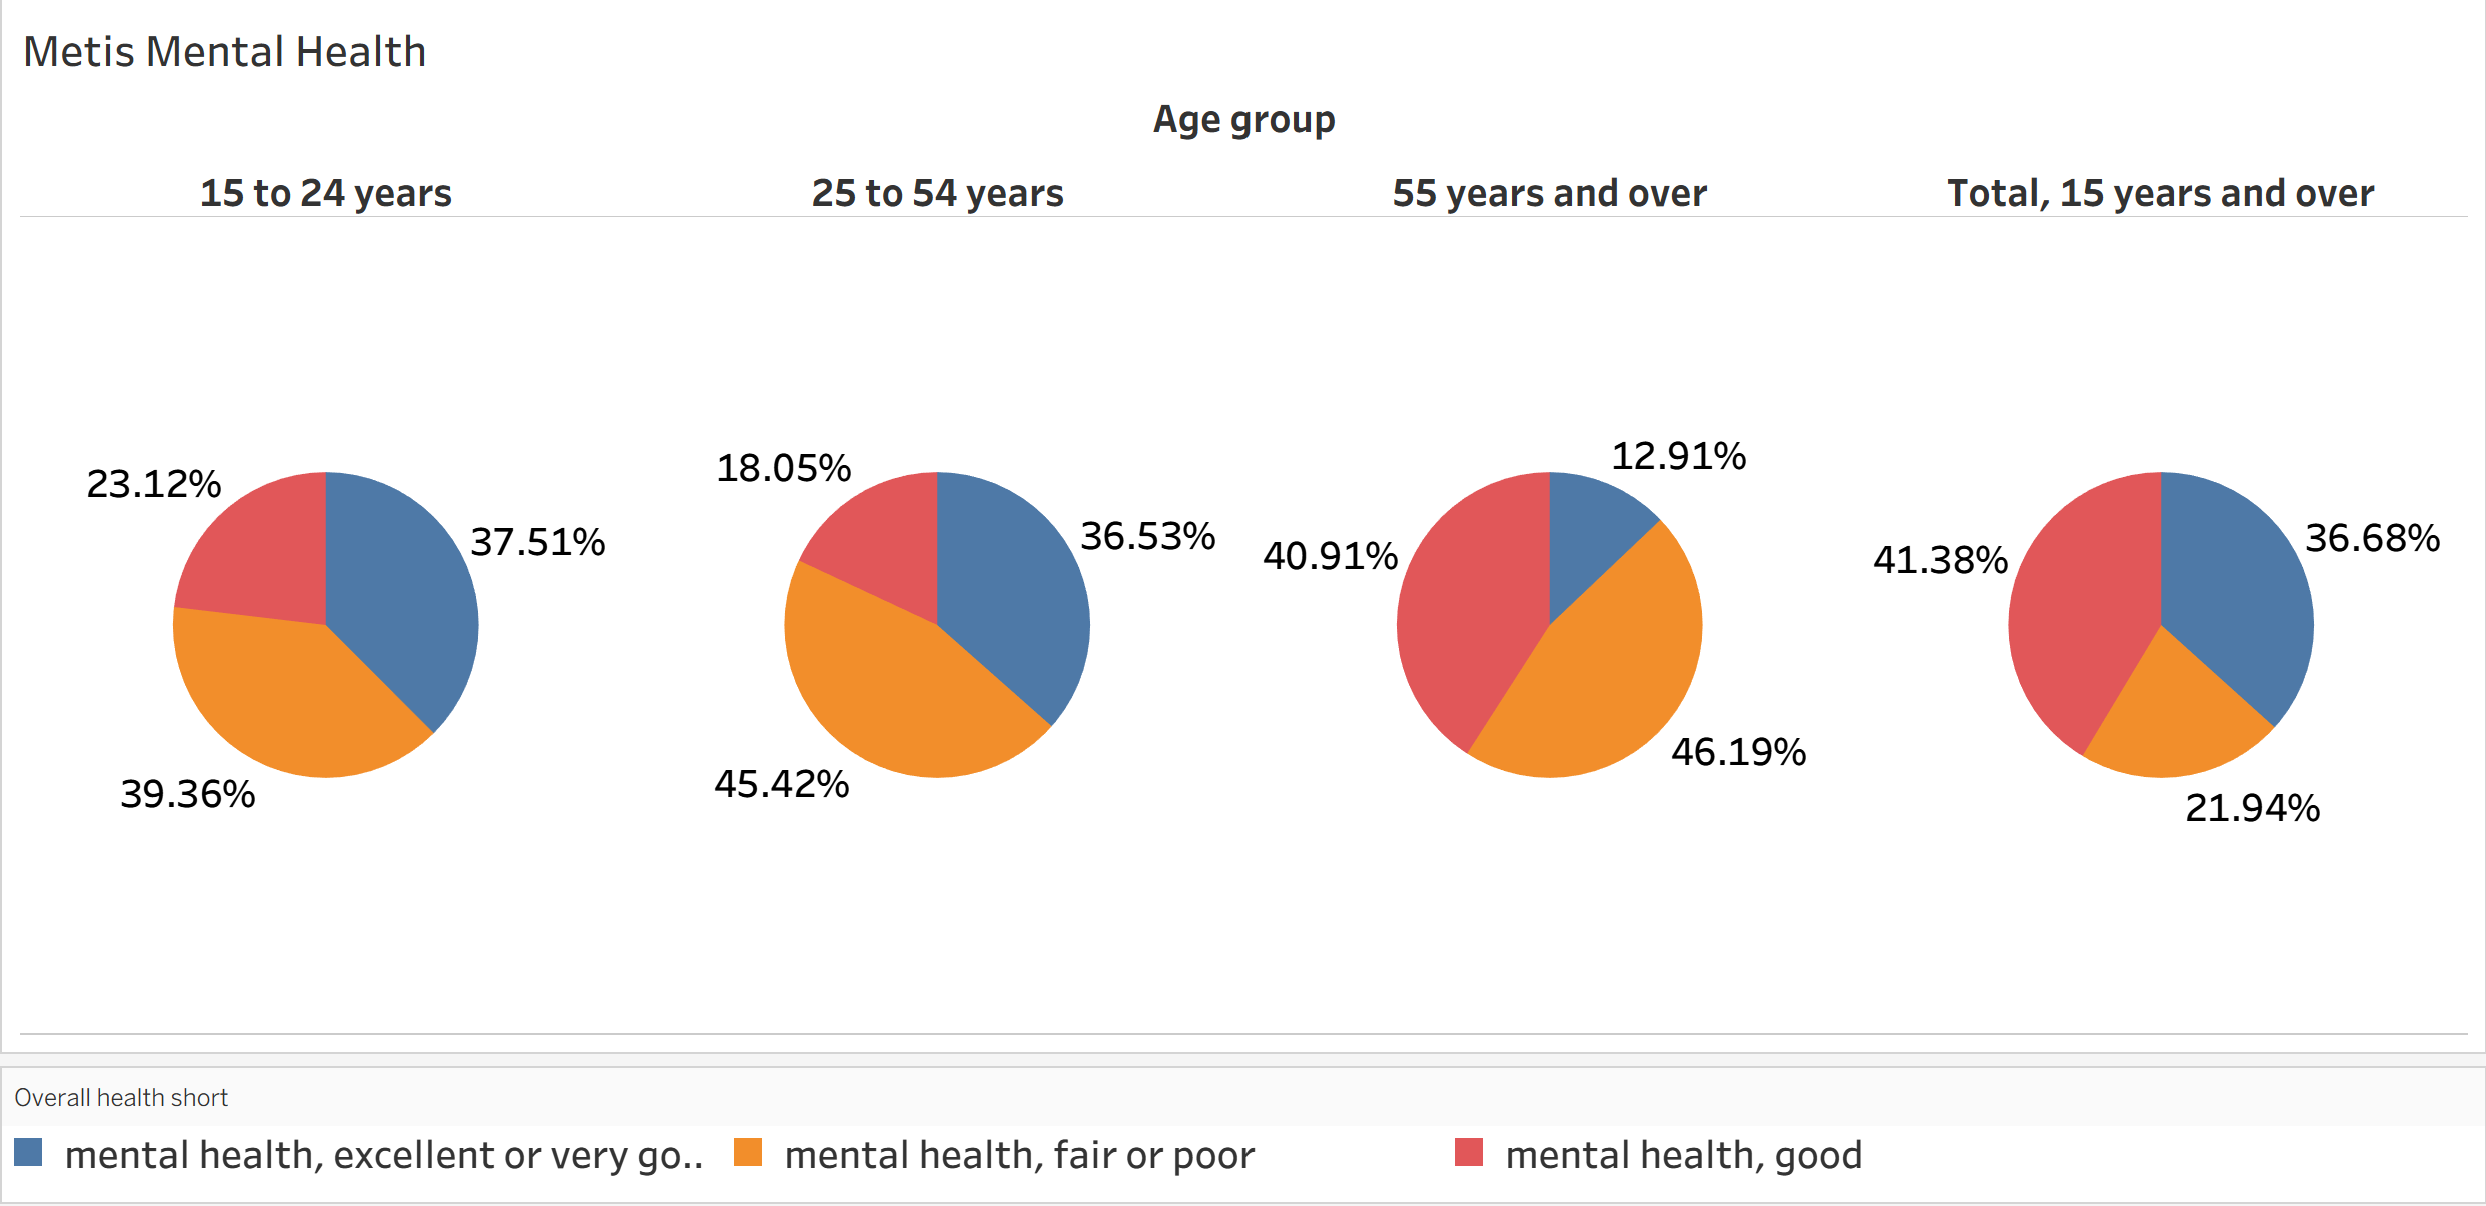 Metis Mental Health
Age group
15 to 24 years 25 to 54 years 55 years and over Total, 15 years and over
23.12%
37.51%
39.36%
18.05%
36.53%
45.42%
12.91%
40.91%
46.19%
36.68%
41.38%
21.94%
Overall health short
mental health, excellent or very go.. mental health, fair or poor mental health, good